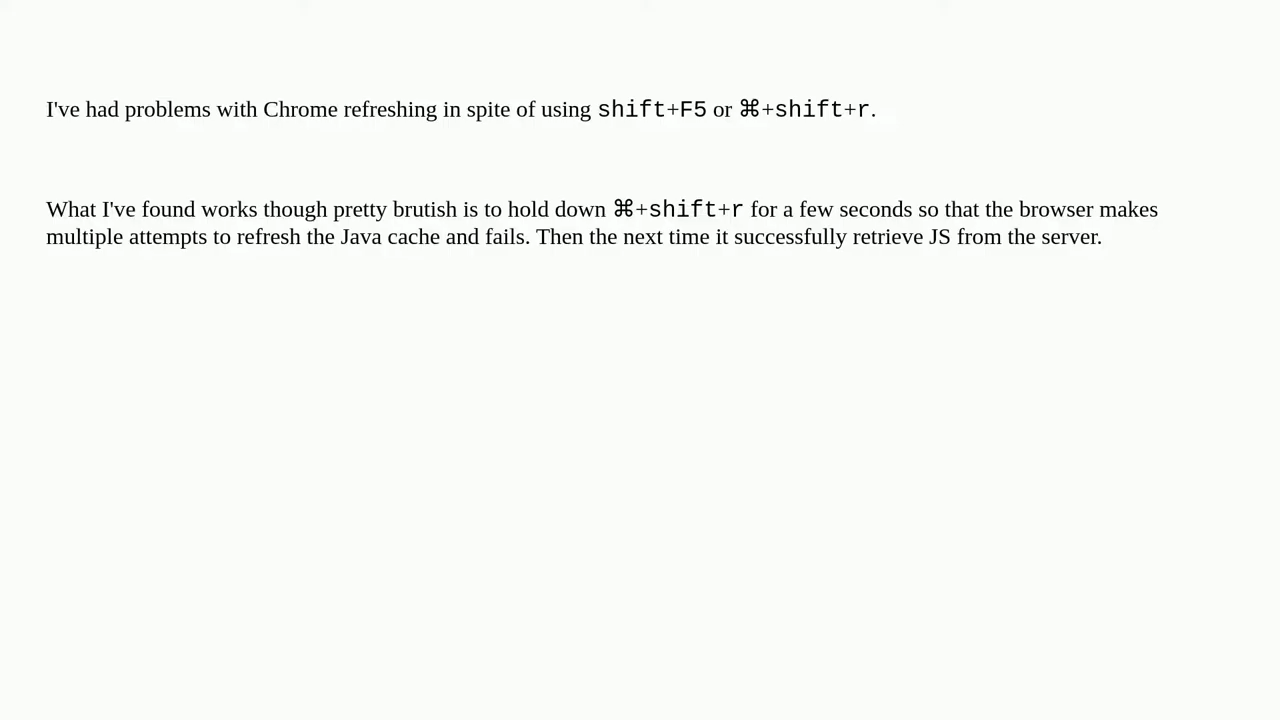 I've had problems with Chrome refreshing in spite of using shift+F5 or ⌘+shift+r.
What I've found works though pretty brutish is to hold down ⌘+shift+r for a few seconds so that the browser makes
multiple attempts to refresh the Java cache and fails. Then the next time it successfully retrieve JS from the server.